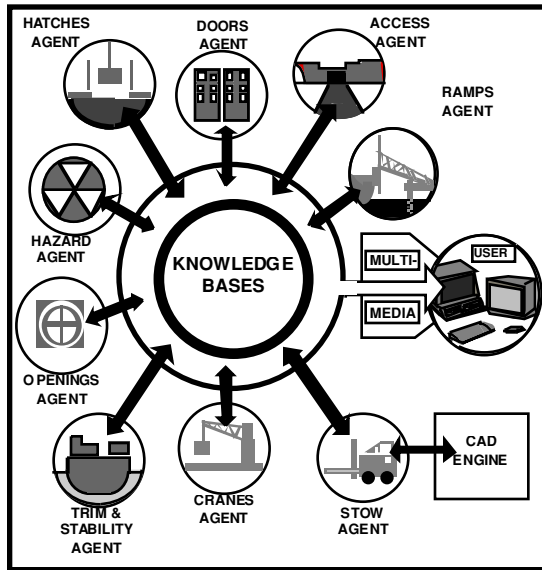 HATCHES
AGENT
DOORS
AGENT
ACCESS
AGENT
RAMPS
AGENT
HAZARD
AGENT
KNOWLEDGE
BASES
MULTI-
MEDIA
USER
OPENINGS
AGENT
TRIM &
STABILITY
AGENT
CRANES
AGENT
STOW
AGENT
CAD
ENGINE